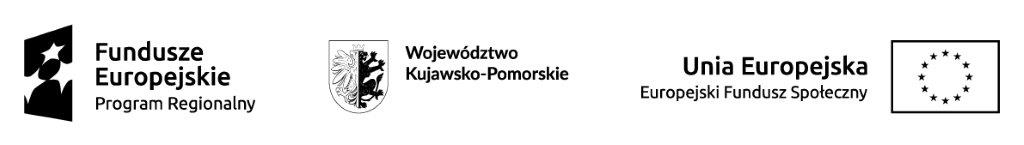 Fundusze
Europejskie
Program Regionalny
Województwo
Kujawsko-Pomorskie
Unia Europejska
Europejski Fundusz Społeczny